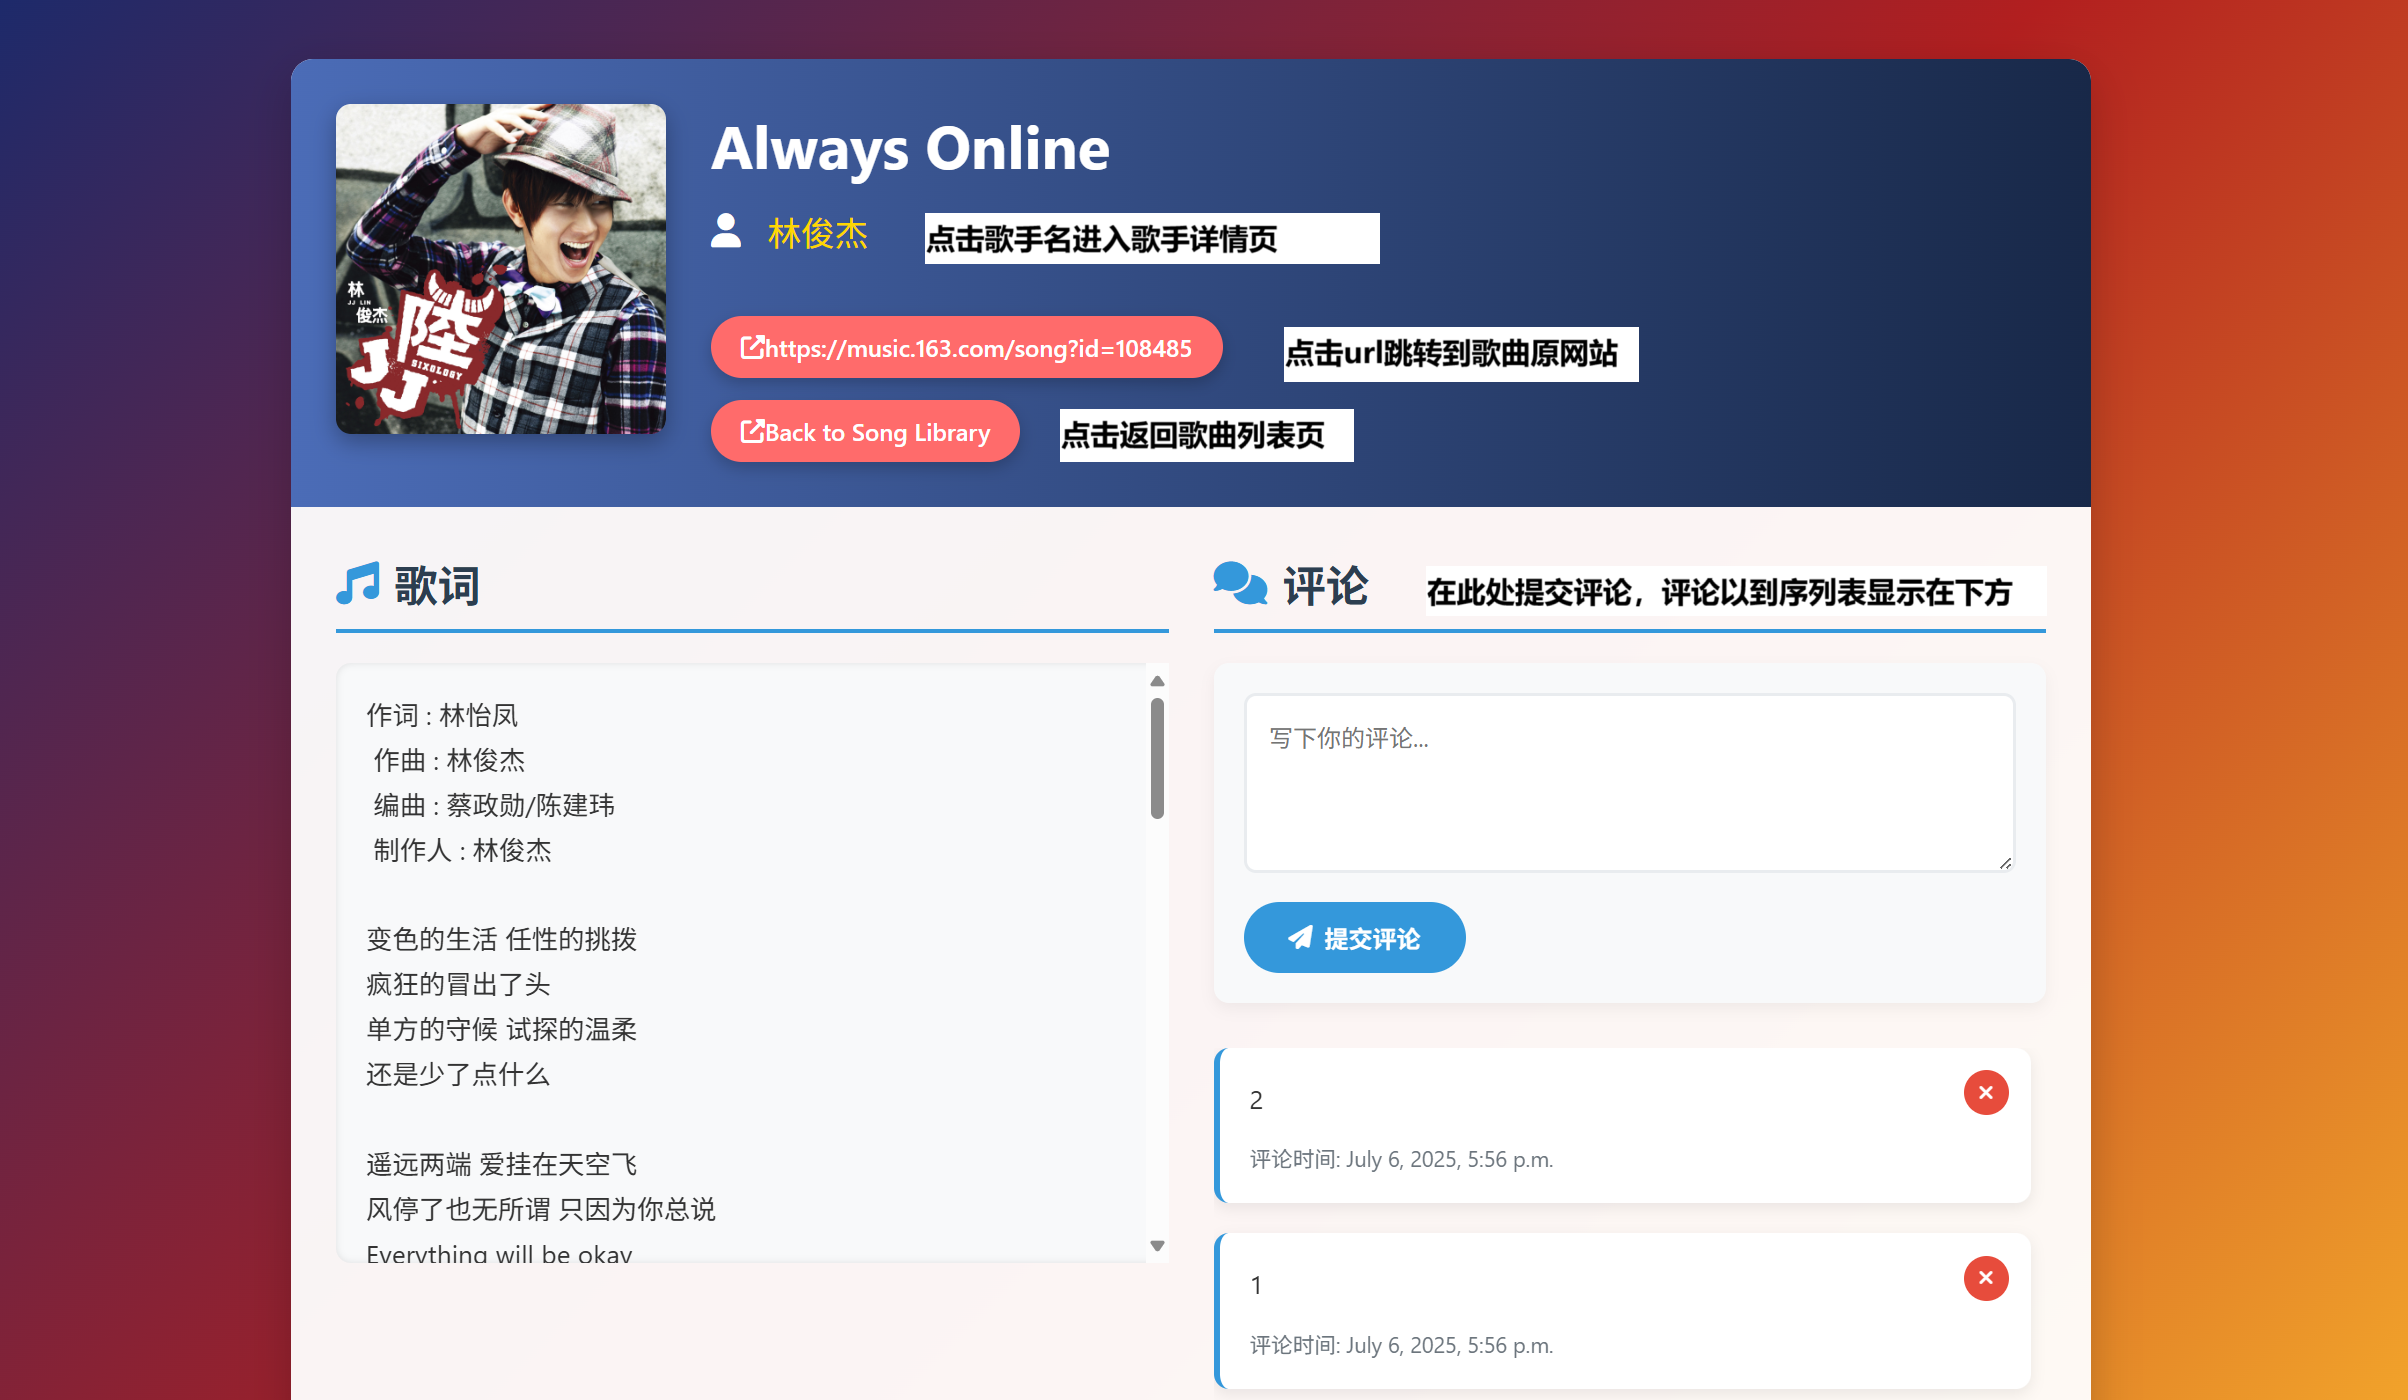 Always Online
林俊杰
点击歌手名进入歌手详情页
https://music.163.com/song?id=108485
点击url跳转到歌曲原网站
Back to Song Library
点击返回歌曲列表页
林
JJ LIN
俊杰
陸
SIXOLOGY
JJ
歌词
作词 : 林怡凤
作曲 : 林俊杰
编曲 : 蔡政勋/陈建玮
制作人 : 林俊杰
变色的生活 任性的挑拨
疯狂的冒出了头
单方的守候 试探的温柔
还是少了点什么
遥远两端 爱挂在天空飞
风停了也无所谓 只因为你总说
Everything will be okay
评论
在此处提交评论，评论以到序列表显示在下方
写下你的评论...
提交评论
2
评论时间: July 6, 2025, 5:56 p.m.
1
评论时间: July 6, 2025, 5:56 p.m.